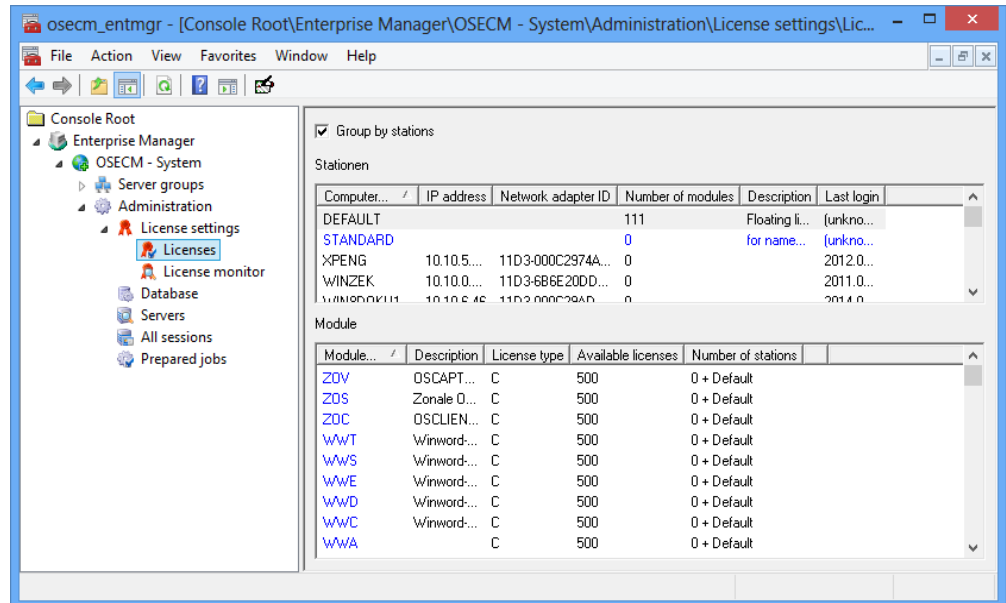 osecm_entmgr - [Console Root\Enterprise Manager\OSECM - System\Administration\License settings\Lic...
File Action View Favorites Window Help
Console Root
Enterprise Manager
OSECM - System
Server groups
Administration
License settings
Licenses
License monitor
Database
Servers
All sessions
Prepared jobs
Group by stations
Stationen
Computer... IP address Network adapter ID Number of modules Description Last login
DEFAULT 111 Floating li... (unkno...
STANDARD 0 for name... (unkno...
XPENG 10.10.5.... 11D3-000C2974A... 0 2012.0...
WINZEK 10.10.0.... 11D3-6B6E20DD... 0 2011.0...
0 2014.0...
Module
Module... Description License type Available licenses Number of stations
ZOV OSCAPT... C 500 0 + Default
ZOS Zonale O... C 500 0 + Default
ZOC OSCLIEN... C 500 0 + Default
WWT Winword-... C 500 0 + Default
WWS Winword-... C 500 0 + Default
WWE Winword-... C 500 0 + Default
WWD Winword-... C 500 0 + Default
WWC Winword-... C 500 0 + Default
WWA C 500 0 + Default